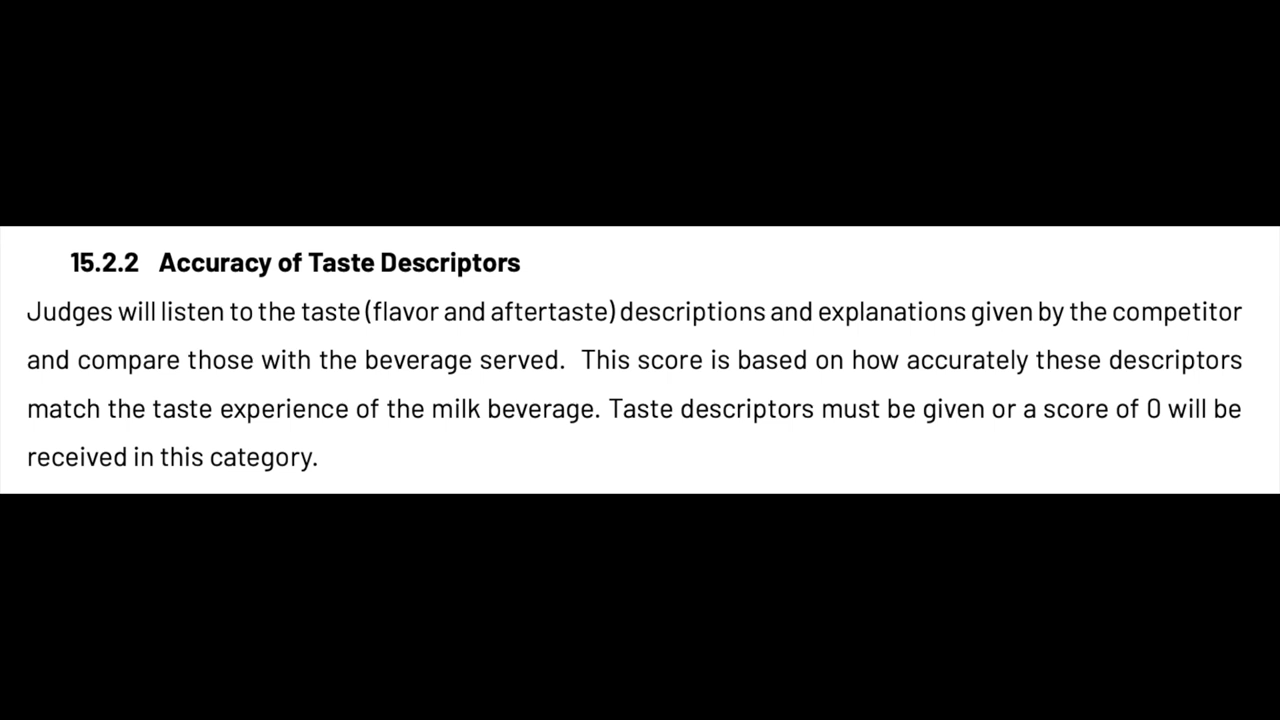 15.2.2 Accuracy of Taste Descriptors
Judges will listen to the taste (flavor and aftertaste) descriptions and explanations given by the competitor
and compare those with the beverage served. This score is based on how accurately these descriptors
match the taste experience of the milk beverage. Taste descriptors must be given or a score of 0 will be
received in this category.